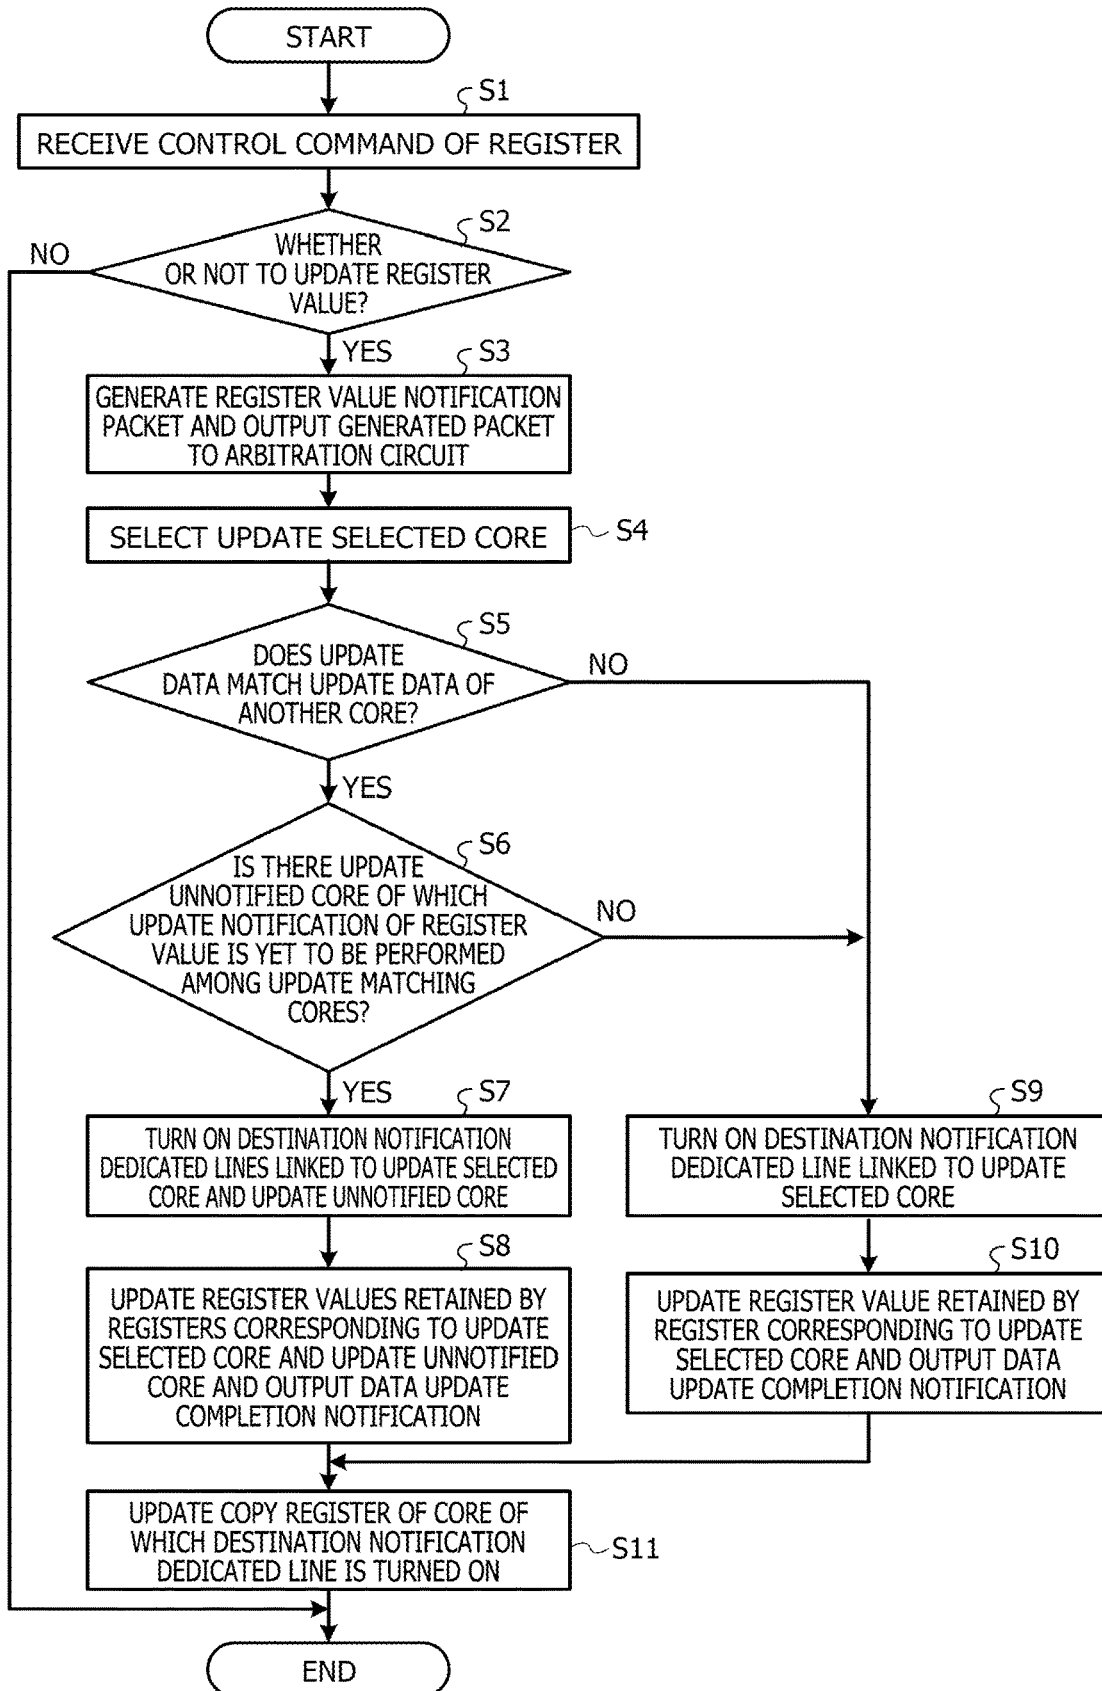 START
S1
RECEIVE CONTROL COMMAND OF REGISTER
S2
NO
WHETHER
OR NOT TO UPDATE REGISTER
VALUE?
YES
S3
GENERATE REGISTER VALUE NOTIFICATION
PACKET AND OUTPUT GENERATED PACKET
TO ARBITRATION CIRCUIT
SELECT UPDATE SELECTED CORE
S4
S5
DOES UPDATE
DATA MATCH UPDATE DATA OF
ANOTHER CORE?
NO
YES
S6
IS THERE UPDATE
UNNOTIFIED CORE OF WHICH
UPDATE NOTIFICATION OF REGISTER
VALUE IS YET TO BE PERFORMED
AMONG UPDATE MATCHING
CORES?
NO
YES
S7
TURN ON DESTINATION NOTIFICATION
DEDICATED LINES LINKED TO UPDATE SELECTED
CORE AND UPDATE UNNOTIFIED CORE
S9
TURN ON DESTINATION NOTIFICATION
DEDICATED LINE LINKED TO UPDATE
SELECTED CORE
S8
UPDATE REGISTER VALUES RETAINED BY
REGISTERS CORRESPONDING TO UPDATE
SELECTED CORE AND UPDATE UNNOTIFIED
CORE AND OUTPUT DATA UPDATE
COMPLETION NOTIFICATION
S10
UPDATE REGISTER VALUE RETAINED BY
REGISTER CORRESPONDING TO UPDATE
SELECTED CORE AND OUTPUT DATA
UPDATE COMPLETION NOTIFICATION
UPDATE COPY REGISTER OF CORE OF
WHICH DESTINATION NOTIFICATION
DEDICATED LINE IS TURNED ON
S11
END